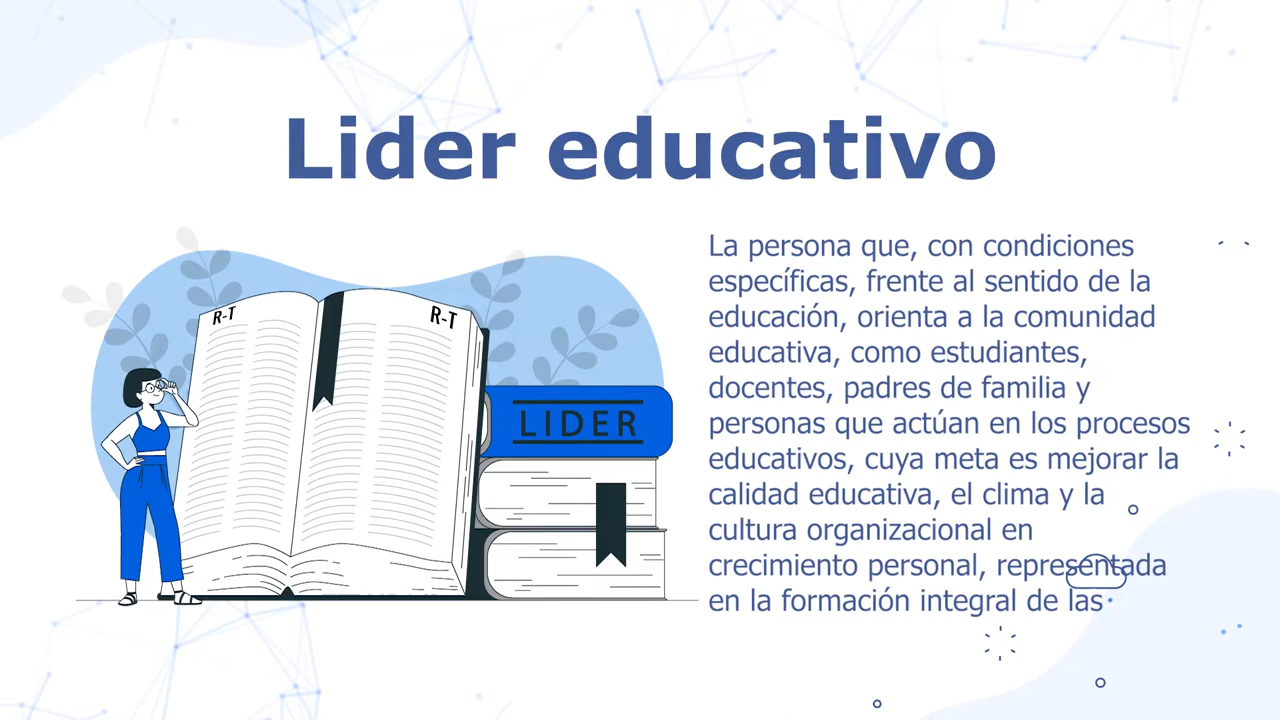 Lider educativo
La persona que, con condiciones
específicas, frente al sentido de la
educación, orienta a la comunidad
educativa, como estudiantes,
docentes, padres de familia y
personas que actúan en los procesos
educativos, cuya meta es mejorar la
calidad educativa, el clima y la
cultura organizacional en
crecimiento personal, representada
en la formación integral de las
R-T
R-T
LIDER